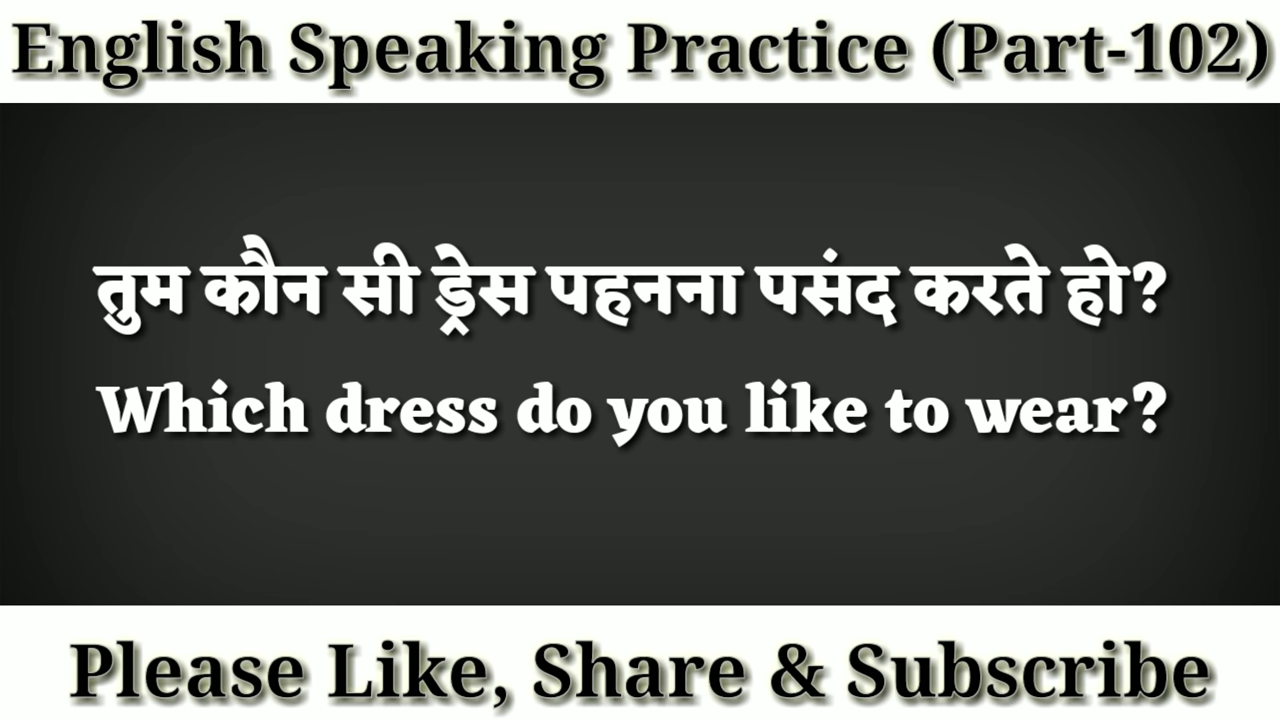 English Speaking Practice (Part-102)
तुम कौन सी ड्रेस पहनना पसंद करते हो?
Which dress do you like to wear?
Please Like, Share & Subscribe